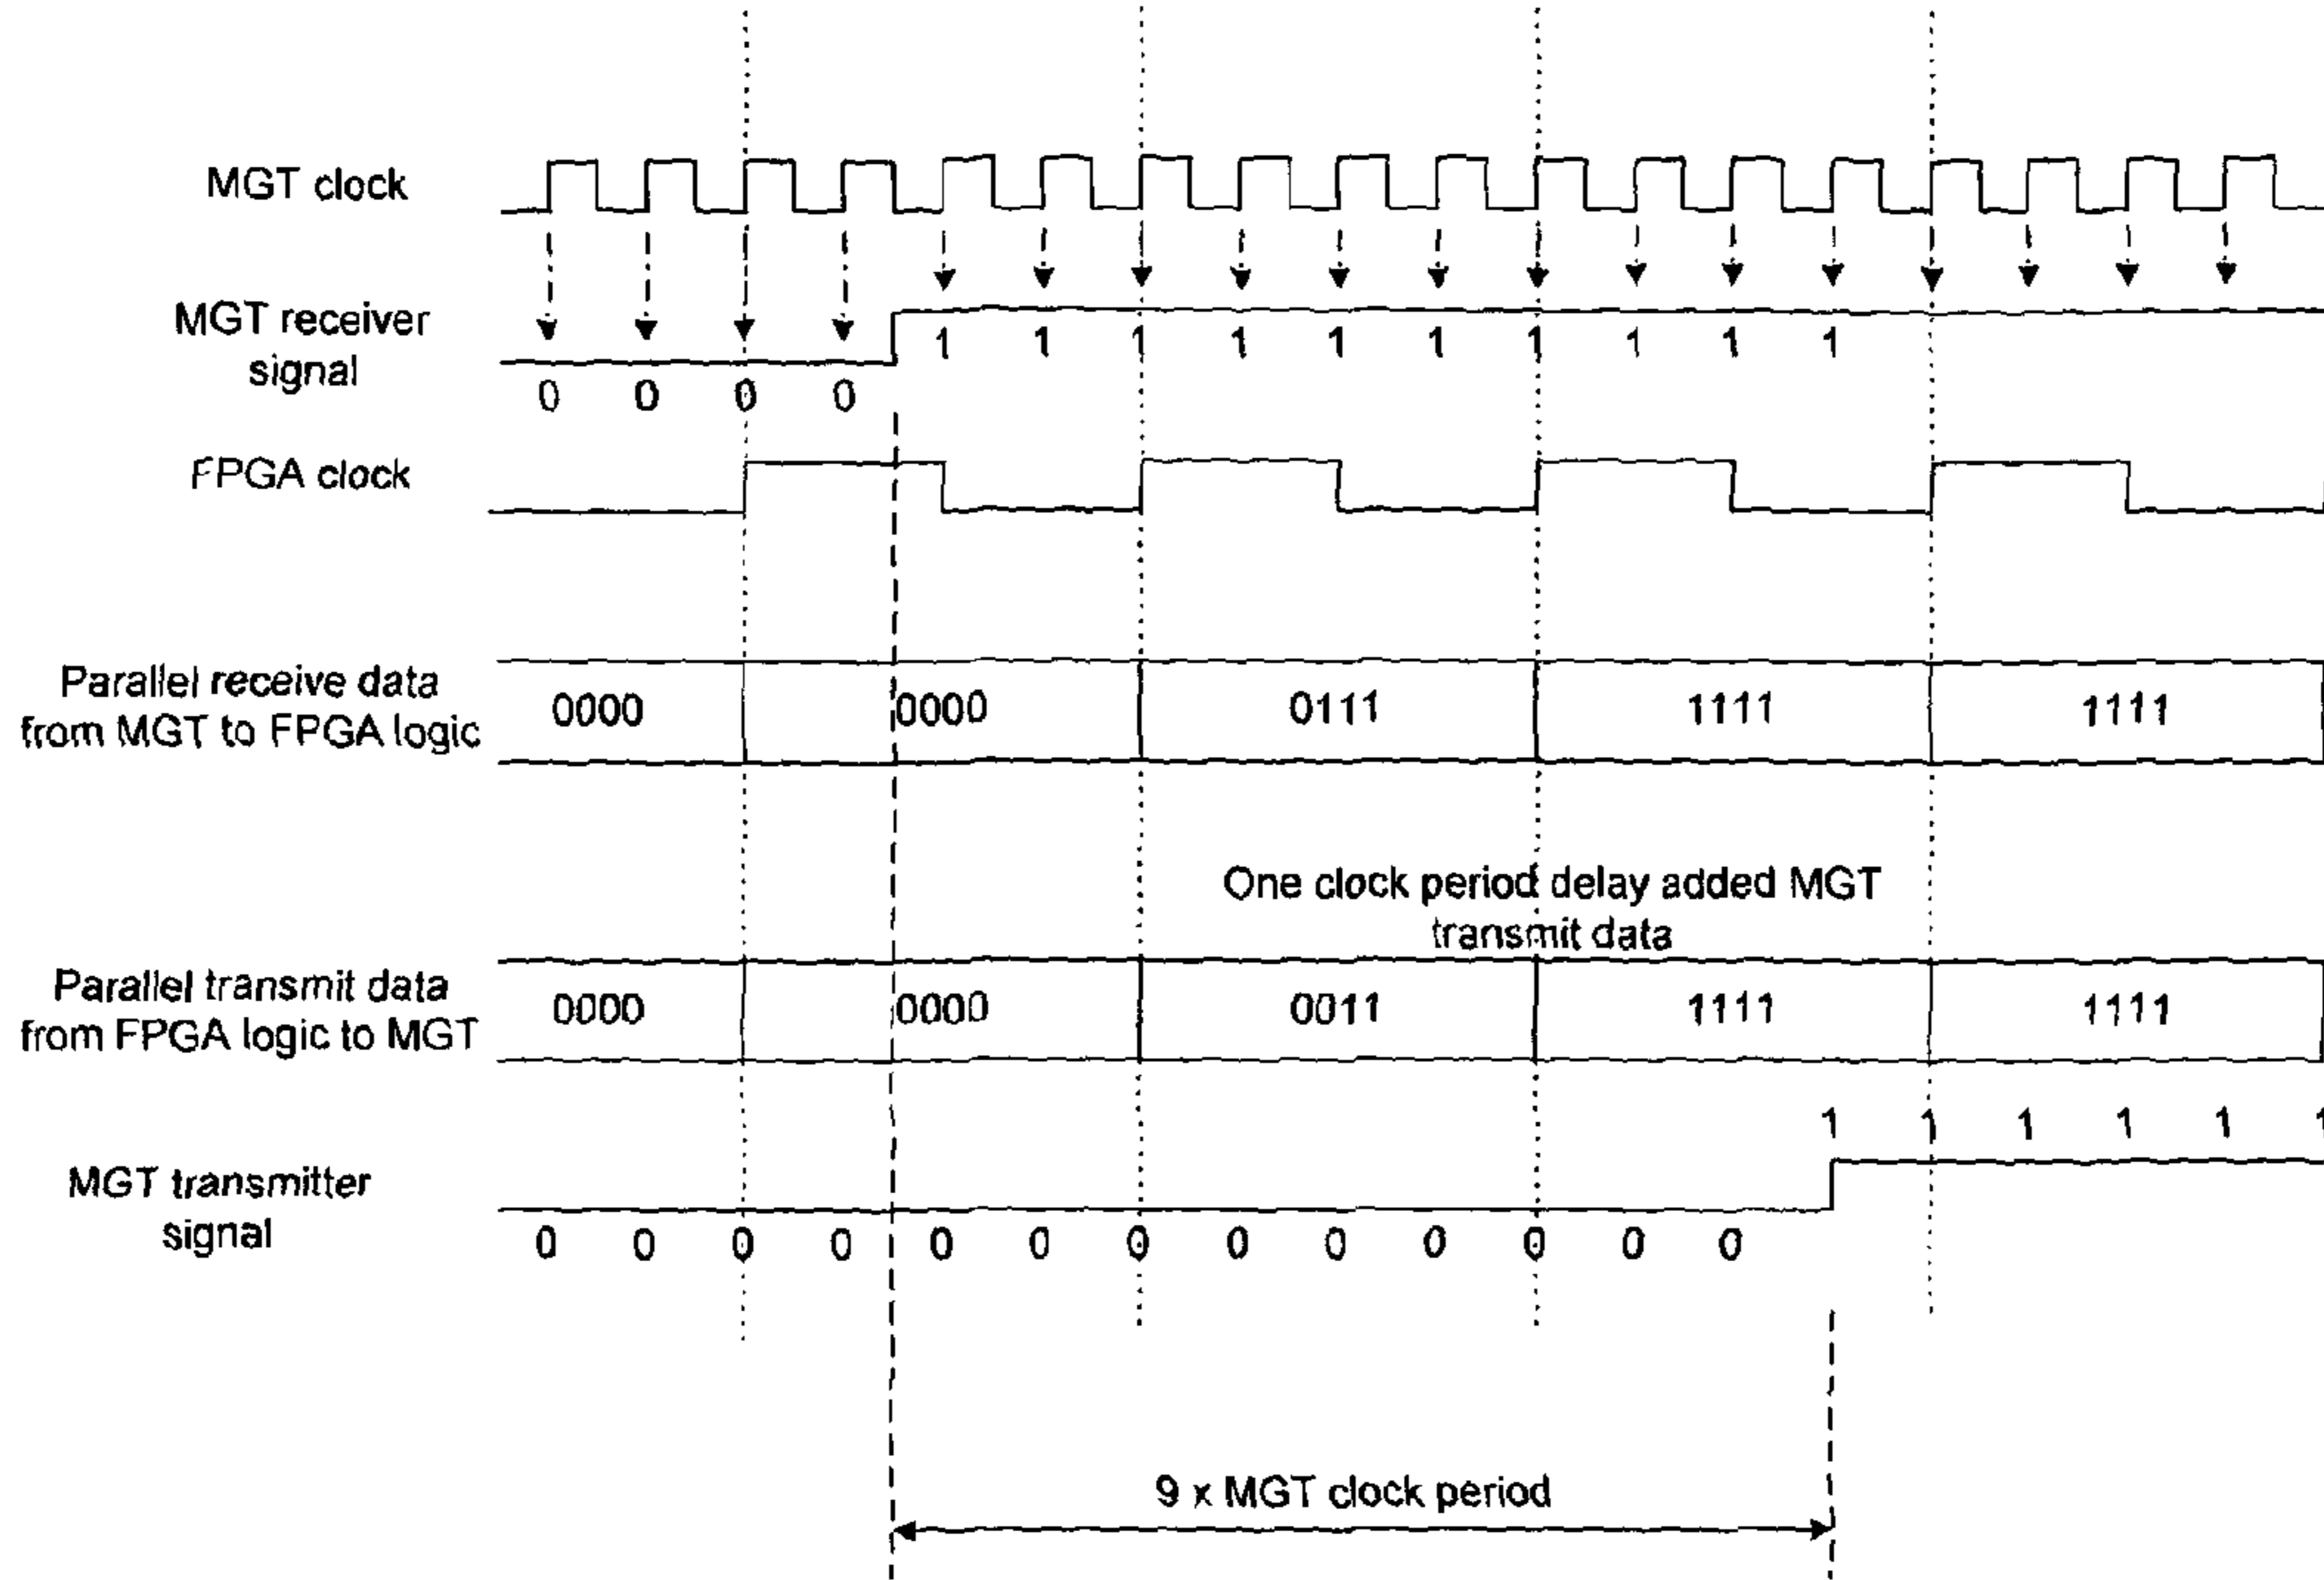 MGT clock
MGT receiver
signal
1 1 1 1 1 1 1 1 1 1
0 0 0 0
FPGA clock
Parallel receive data
from MGT to FPGA logic
0000 0000 0111 1111 1111
One clock period delay added MGT
transmit data
Parallel transmit data
from FPGA logic to MGT
0000 0000 0011 1111 1111
1 1 1 1 1 1
MGT transmitter
signal
0 0 0 0 0 0 0 0 0 0 0 0 0
9 x MGT clock period